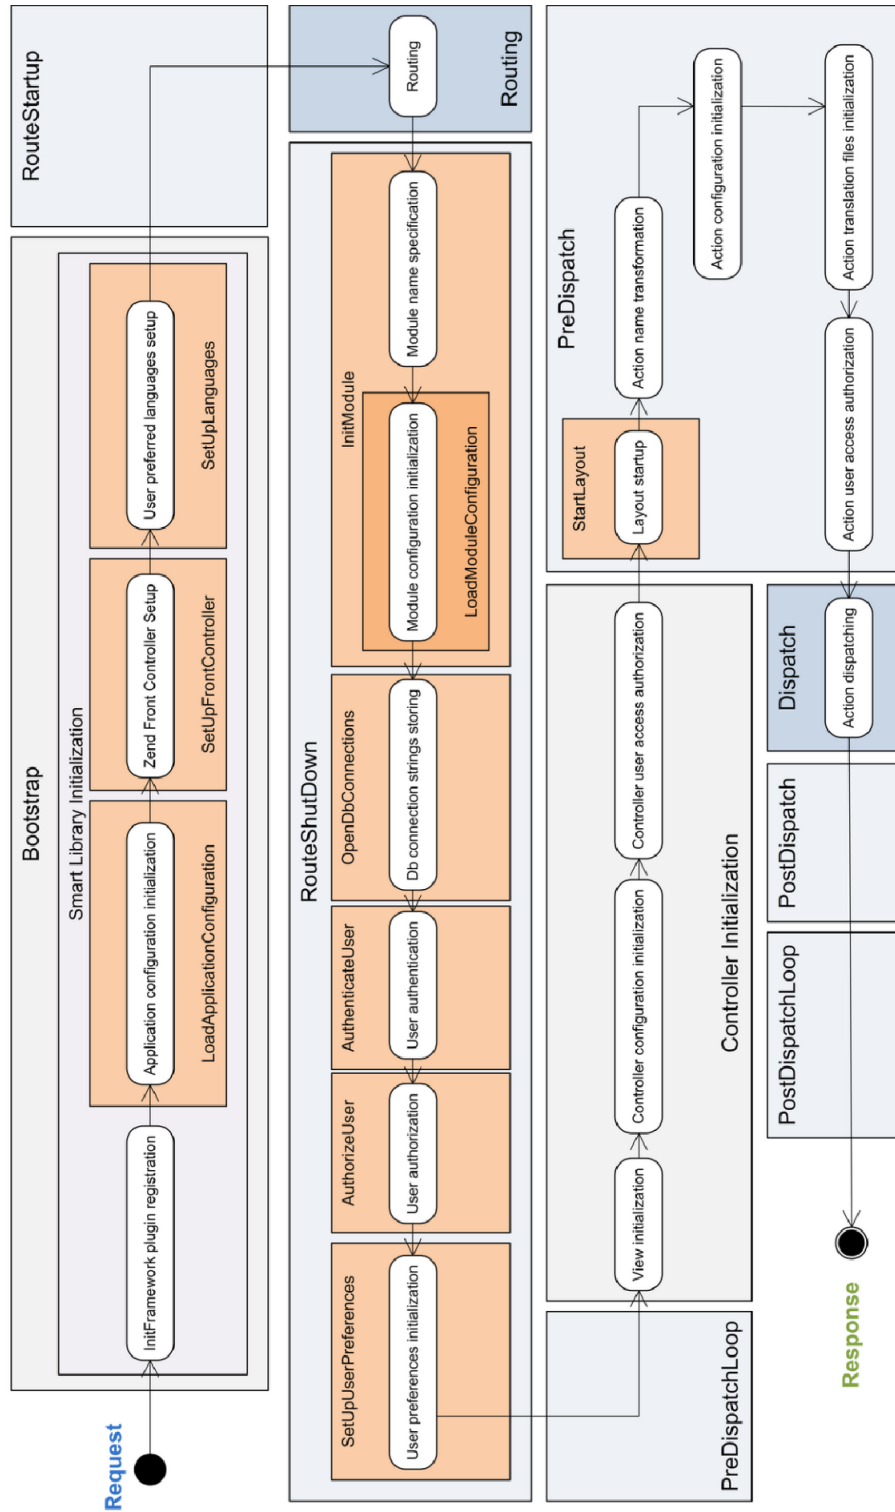 Request
Bootstrap
Smart Library Initialization
InitFramework plugin registration
Application configuration initialization
LoadApplicationConfiguration
Zend Front Controller Setup
SetUpFrontController
User preferred languages setup
SetUpLanguages
RouteStartup
Routing
Routing
RouteShutDown
InitModule
Module name specification
Module configuration initialization
LoadModuleConfiguration
OpenDbConnections
Db connection strings storing
AuthenticateUser
User authentication
AuthorizeUser
User authorization
SetUpUserPreferences
User preferences initialization
PreDispatchLoop
View initialization
Controller configuration initialization
Controller user access authorization
Controller Initialization
PreDispatch
StartLayout
Layout startup
Action name transformation
Action configuration initialization
Action translation files initialization
Action user access authorization
Dispatch
Action dispatching
PostDispatch
PostDispatchLoop
Response